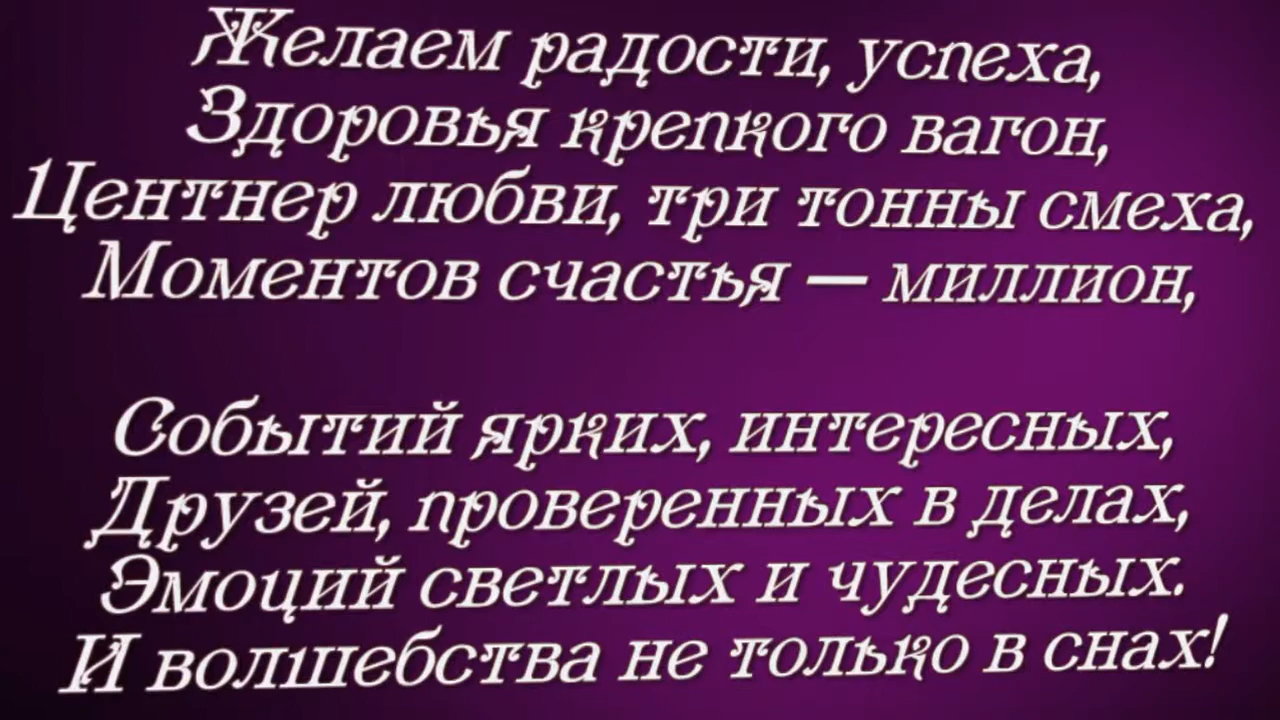 Желаем радости, успеха,
Здоровья крепкого вагон,
Центнер любви, три тонны смеха,
Моментов счастья — миллион,
Событий ярких, интересных,
Друзей, проверенных в делах,
Эмоций светлых и чудесных.
И волшебства не только в снах!